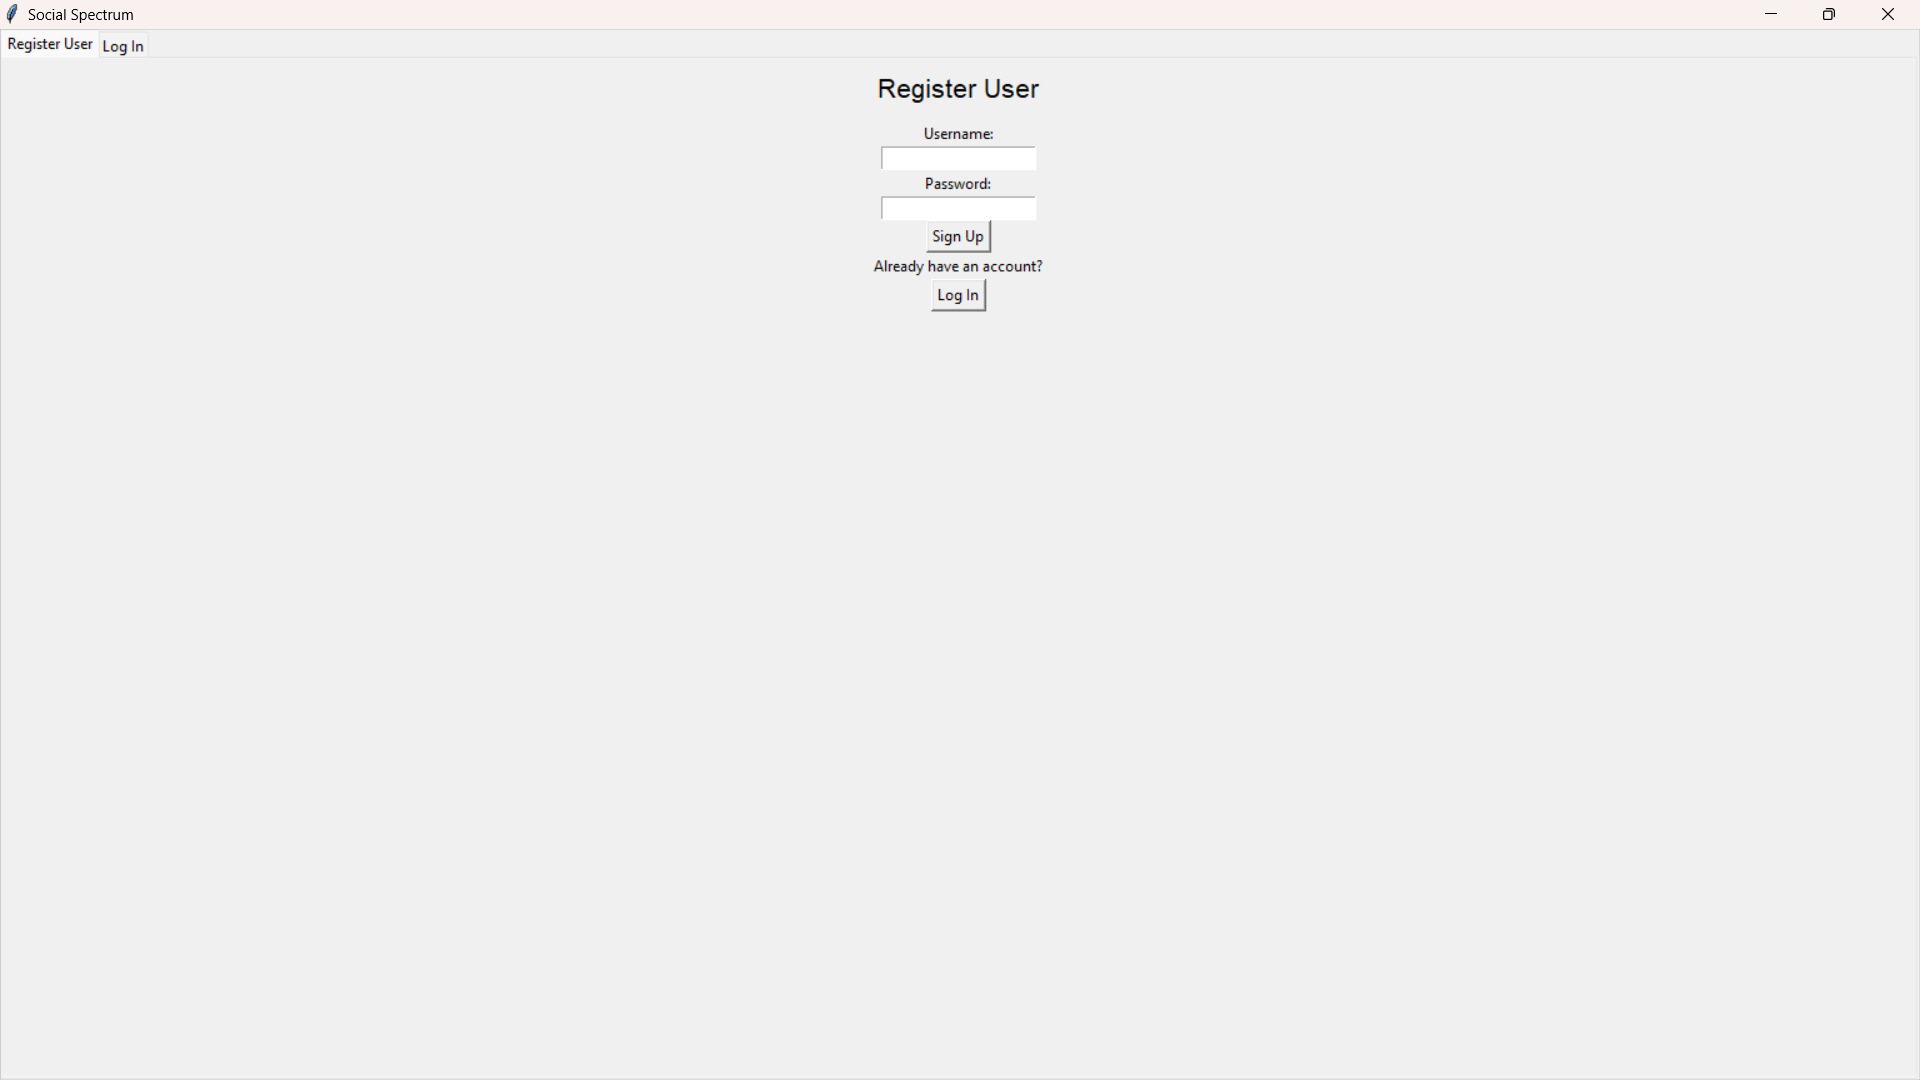 Social Spectrum
Register User Log In
Register User
Username:
Password:
Sign Up
Already have an account?
Log In